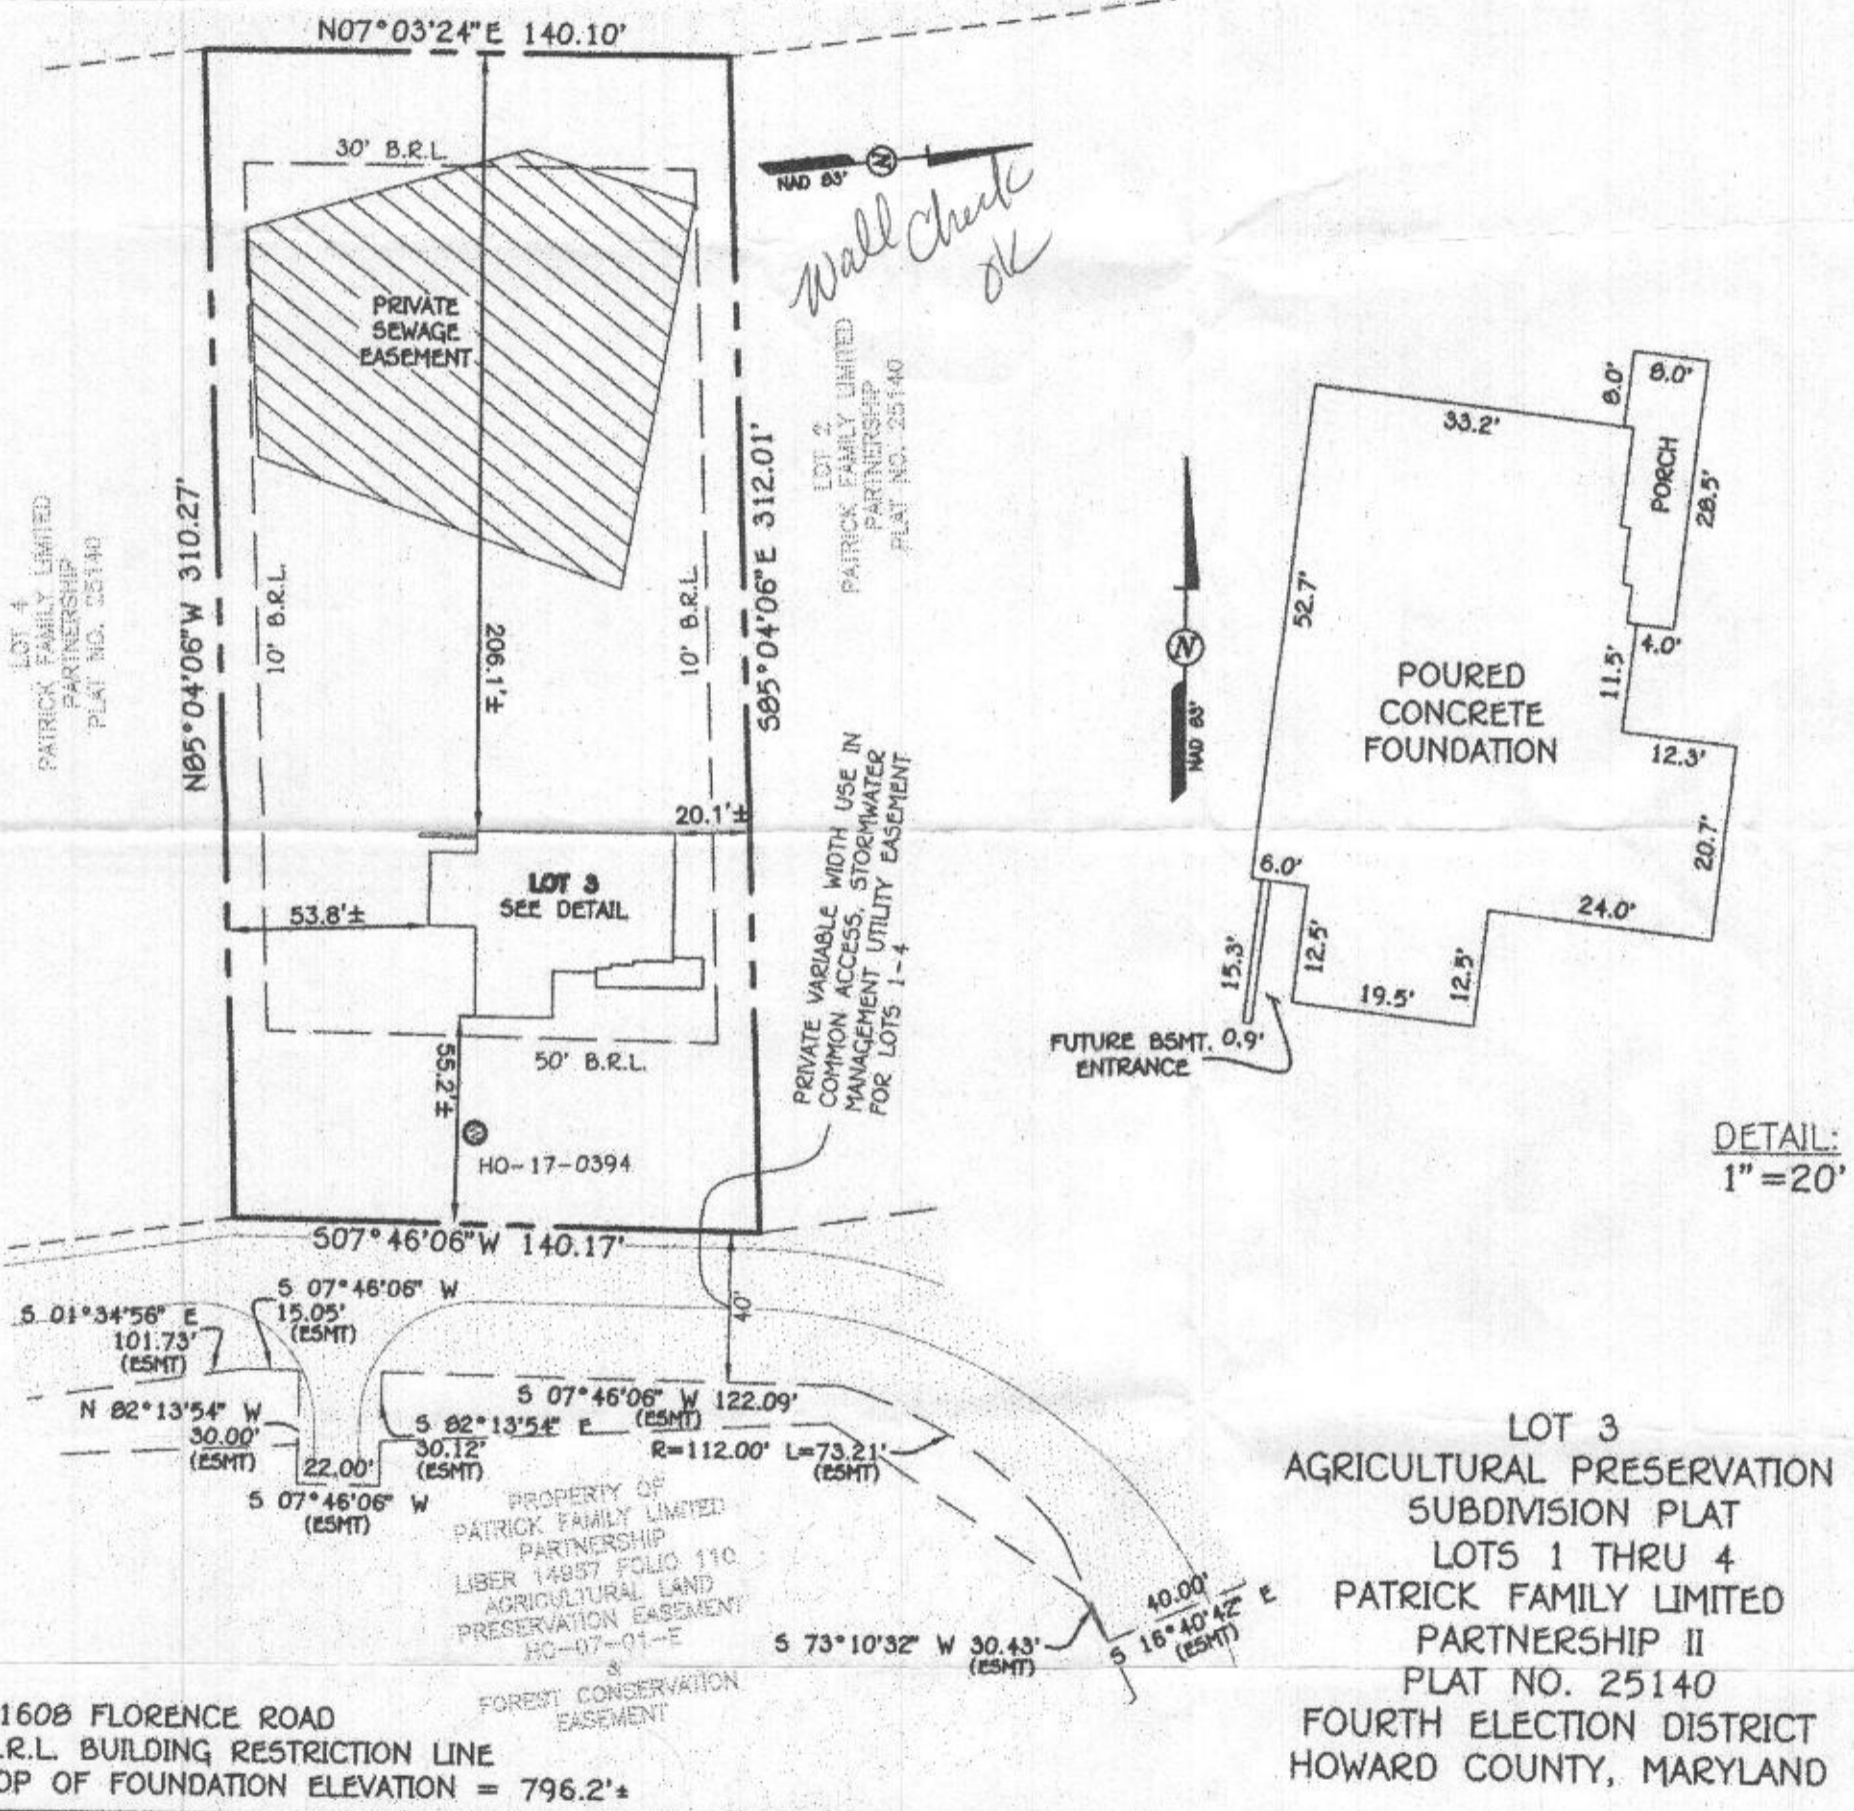 N07°03'24"E 140.10'
30' B.R.L.
NAD 83'
N
Wall Check
OK
PRIVATE
SEWAGE
EASEMENT
LOT 4
PATRICK FAMILY LIMITED
PARTNERSHIP
PLAT NO. 25140
N85°04'06"W 310.27'
10' B.R.L.
206.1'±
10' B.R.L.
S85°04'06"E 312.01'
LOT 2
PATRICK FAMILY LIMITED
PARTNERSHIP
PLAT NO. 25140
20.1'±
53.8'±
LOT 3
SEE DETAIL
50' B.R.L.
55.2'±
HO-17-0394
PRIVATE VARIABLE WIDTH USE IN
COMMON ACCESS, STORMWATER
MANAGEMENT UTILITY EASEMENT
FOR LOTS 1-4
S07°46'06"W 140.17'
40'
8.0'
8.0'
33.2'
PORCH
28.5'
52.7'
N
NAD 83'
4.0'
11.5'
POURED
CONCRETE
FOUNDATION
12.3'
20.7'
6.0'
24.0'
15.3'
12.5'
12.5'
19.5'
FUTURE BSMT. 0.9'
ENTRANCE
DETAIL:
1"=20'
S 01°34'56" E
101.73'
(ESMT)
S 07°46'06" W
15.05'
(ESMT)
N 82°13'54" W
30.00'
(ESMT)
22.00'
S 07°46'06" W
(ESMT)
S 82°13'54" E
30.12'
(ESMT)
S 07°46'06" W 122.09'
(ESMT)
R=112.00' L=73.21'
(ESMT)
PROPERTY OF
PATRICK FAMILY LIMITED
PARTNERSHIP
LIBER 14957 FOLIO 110
AGRICULTURAL LAND
PRESERVATION EASEMENT
HO-07-01-E
&
FOREST CONSERVATION
EASEMENT
S 73°10'32" W 30.43'
(ESMT)
40.00'
S 16°40'42" E
(ESMT)
LOT 3
AGRICULTURAL PRESERVATION
SUBDIVISION PLAT
LOTS 1 THRU 4
PATRICK FAMILY LIMITED
PARTNERSHIP II
PLAT NO. 25140
FOURTH ELECTION DISTRICT
HOWARD COUNTY, MARYLAND
1608 FLORENCE ROAD
.R.L. BUILDING RESTRICTION LINE
OP OF FOUNDATION ELEVATION = 796.2'±